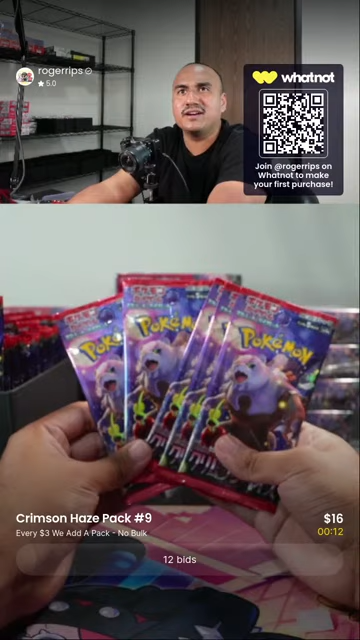 rogerrips
5.0
whatnot
Join @rogerrips on
Whatnot to make
your first purchase!
POKÉMON
POKÉMON
POKÉMON
Crimson Haze Pack #9
$16
Every $3 We Add A Pack - No Bulk
00:12
12 bids